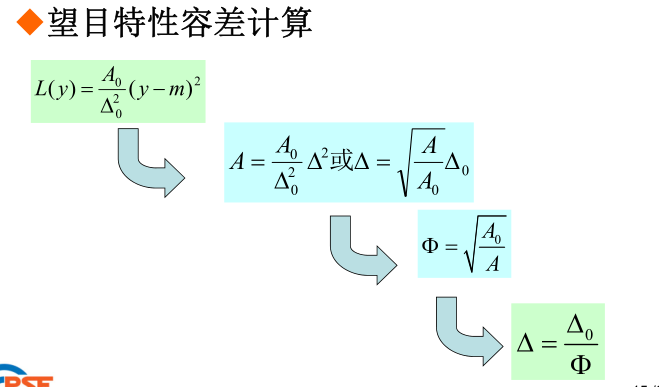 ◆望目特性容差计算
L(y) = A₀/Δ₀² (y − m)²
A = A₀/Δ₀² Δ² 或 Δ = √(A/A₀) Δ₀
Φ = √(A₀/A)
Δ = Δ₀/Φ